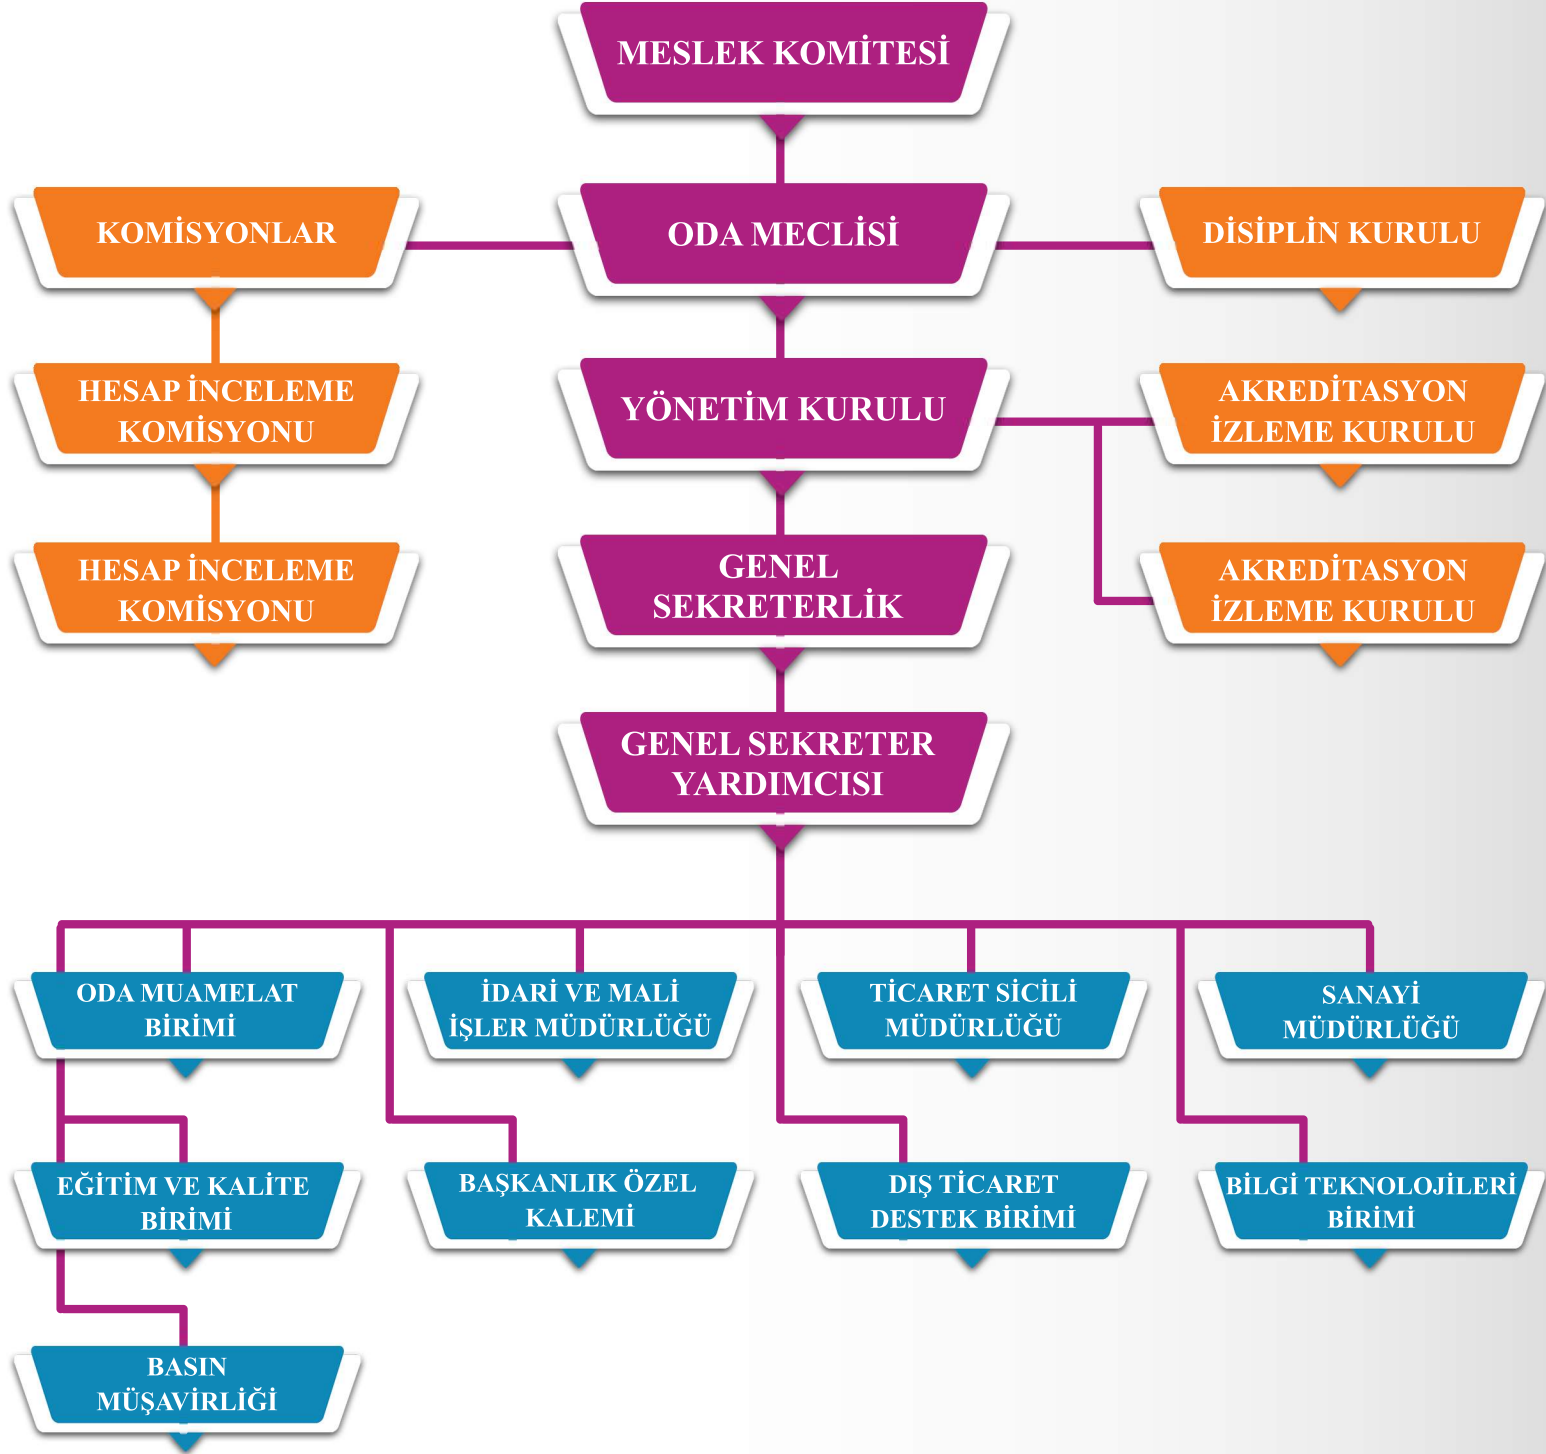 MESLEK KOMİTESİ
KOMİSYONLAR
ODA MECLİSİ
DİSİPLİN KURULU
HESAP İNCELEME
KOMİSYONU
YÖNETİM KURULU
AKREDİTASYON
İZLEME KURULU
HESAP İNCELEME
KOMİSYONU
GENEL
SEKRETERLİK
AKREDİTASYON
İZLEME KURULU
GENEL SEKRETER
YARDIMCISI
ODA MUAMELAT
BİRİMİ
İDARİ VE MALİ
İŞLER MÜDÜRLÜĞÜ
TİCARET SİCİLİ
MÜDÜRLÜĞÜ
SANAYİ
MÜDÜRLÜĞÜ
EĞİTİM VE KALİTE
BİRİMİ
BAŞKANLIK ÖZEL
KALEMİ
DIŞ TİCARET
DESTEK BİRİMİ
BİLGİ TEKNOLOJİLERİ
BİRİMİ
BASIN
MÜŞAVİRLİĞİ